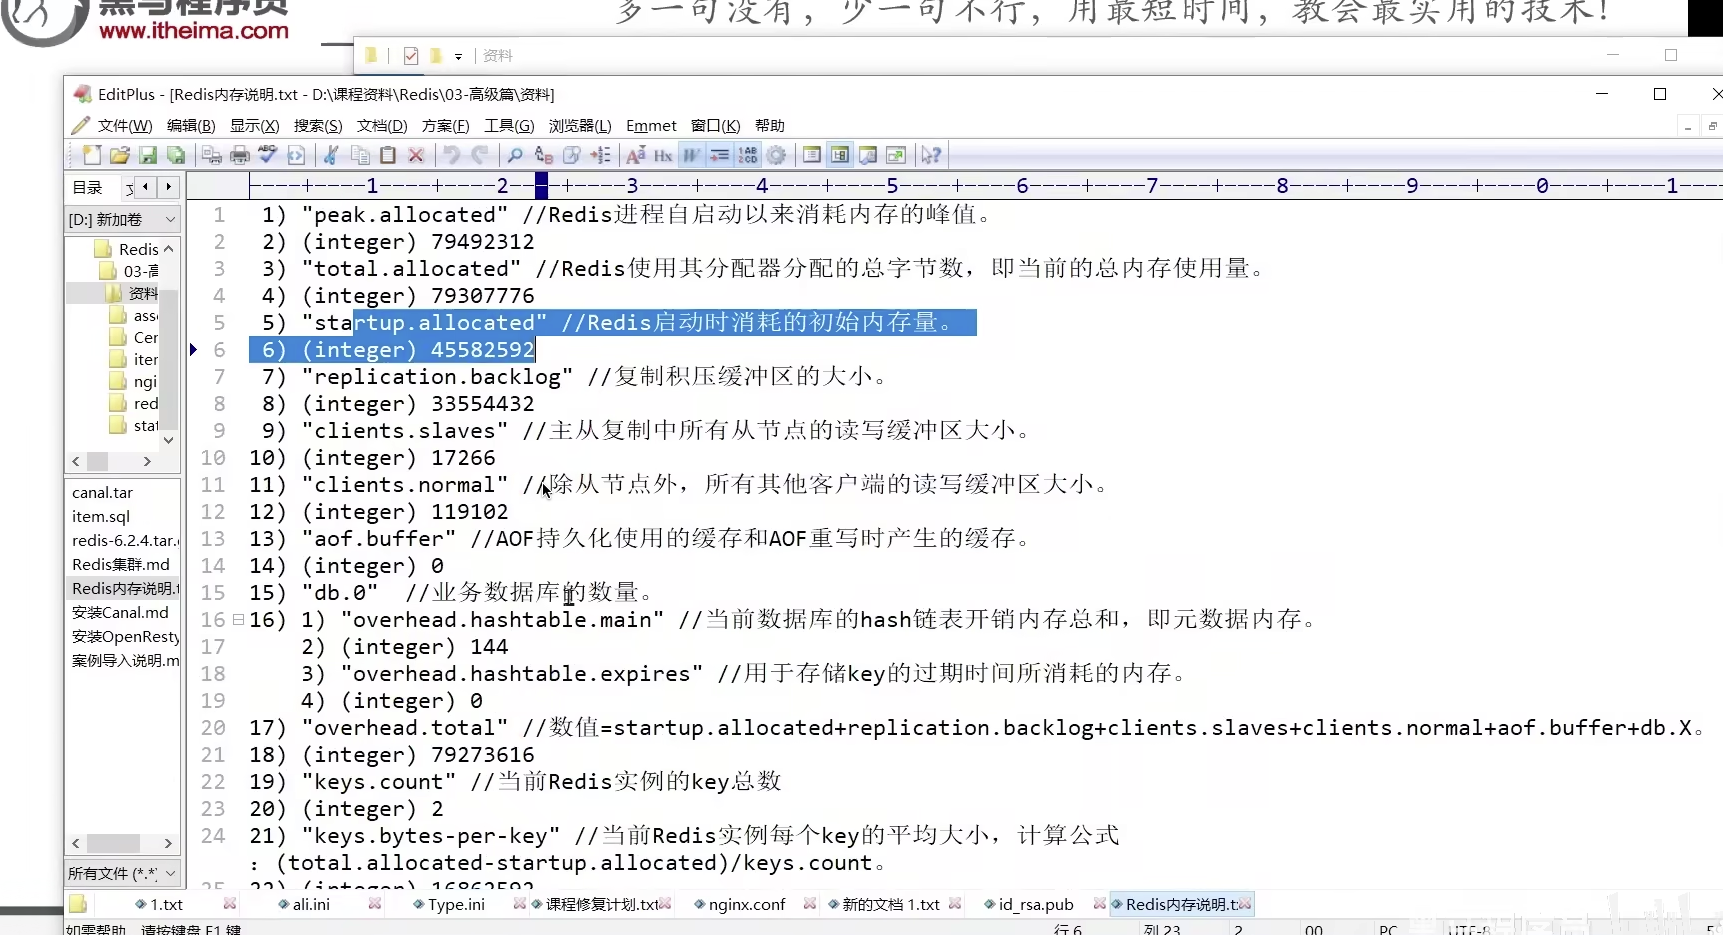 黑马程序员
www.itheima.com
多一句没有，少一句不行，用最短时间，教会最实用的技术！
资料
EditPlus - [Redis内存说明.txt - D:\课程资料\Redis\03-高级篇\资料]
文件(W) 编辑(B) 显示(X) 搜索(S) 文档(D) 方案(F) 工具(G) 浏览器(L) Emmet 窗口(K) 帮助
目录
[D:] 新加卷
----+----1----+----2----+----3----+----4----+----5----+----6----+----7----+----8----+----9----+----0----+----1----
Redis
03-高
资料
asse
Cer
iter
ngi
red
stat
canal.tar
item.sql
redis-6.2.4.tar.
Redis集群.md
Redis内存说明.t
安装Canal.md
安装OpenResty
案例导入说明.m
所有文件 (*.*)
1 1) "peak.allocated" //Redis进程自启动以来消耗内存的峰值。
2 2) (integer) 79492312
3 3) "total.allocated" //Redis使用其分配器分配的总字节数，即当前的总内存使用量。
4 4) (integer) 79307776
5 5) "startup.allocated" //Redis启动时消耗的初始内存量。
6 6) (integer) 45582592
7 7) "replication.backlog" //复制积压缓冲区的大小。
8 8) (integer) 33554432
9 9) "clients.slaves" //主从复制中所有从节点的读写缓冲区大小。
10 10) (integer) 17266
11 11) "clients.normal" //除从节点外，所有其他客户端的读写缓冲区大小。
12 12) (integer) 119102
13 13) "aof.buffer" //AOF持久化使用的缓存和AOF重写时产生的缓存。
14 14) (integer) 0
15 15) "db.0" //业务数据库的数量。
16 16) 1) "overhead.hashtable.main" //当前数据库的hash链表开销内存总和，即元数据内存。
17 2) (integer) 144
18 3) "overhead.hashtable.expires" //用于存储key的过期时间所消耗的内存。
19 4) (integer) 0
20 17) "overhead.total" //数值=startup.allocated+replication.backlog+clients.slaves+clients.normal+aof.buffer+db.X。
21 18) (integer) 79273616
22 19) "keys.count" //当前Redis实例的key总数
23 20) (integer) 2
24 21) "keys.bytes-per-key" //当前Redis实例每个key的平均大小，计算公式
：(total.allocated-startup.allocated)/keys.count。
25 22) (integer) 16862592
1.txt ali.ini Type.ini 课程修复计划.txt nginx.conf 新的文档 1.txt id_rsa.pub Redis内存说明.t
如需帮助，请按键盘 F1 键 行 6 列 23 2 00 PC UTF-8